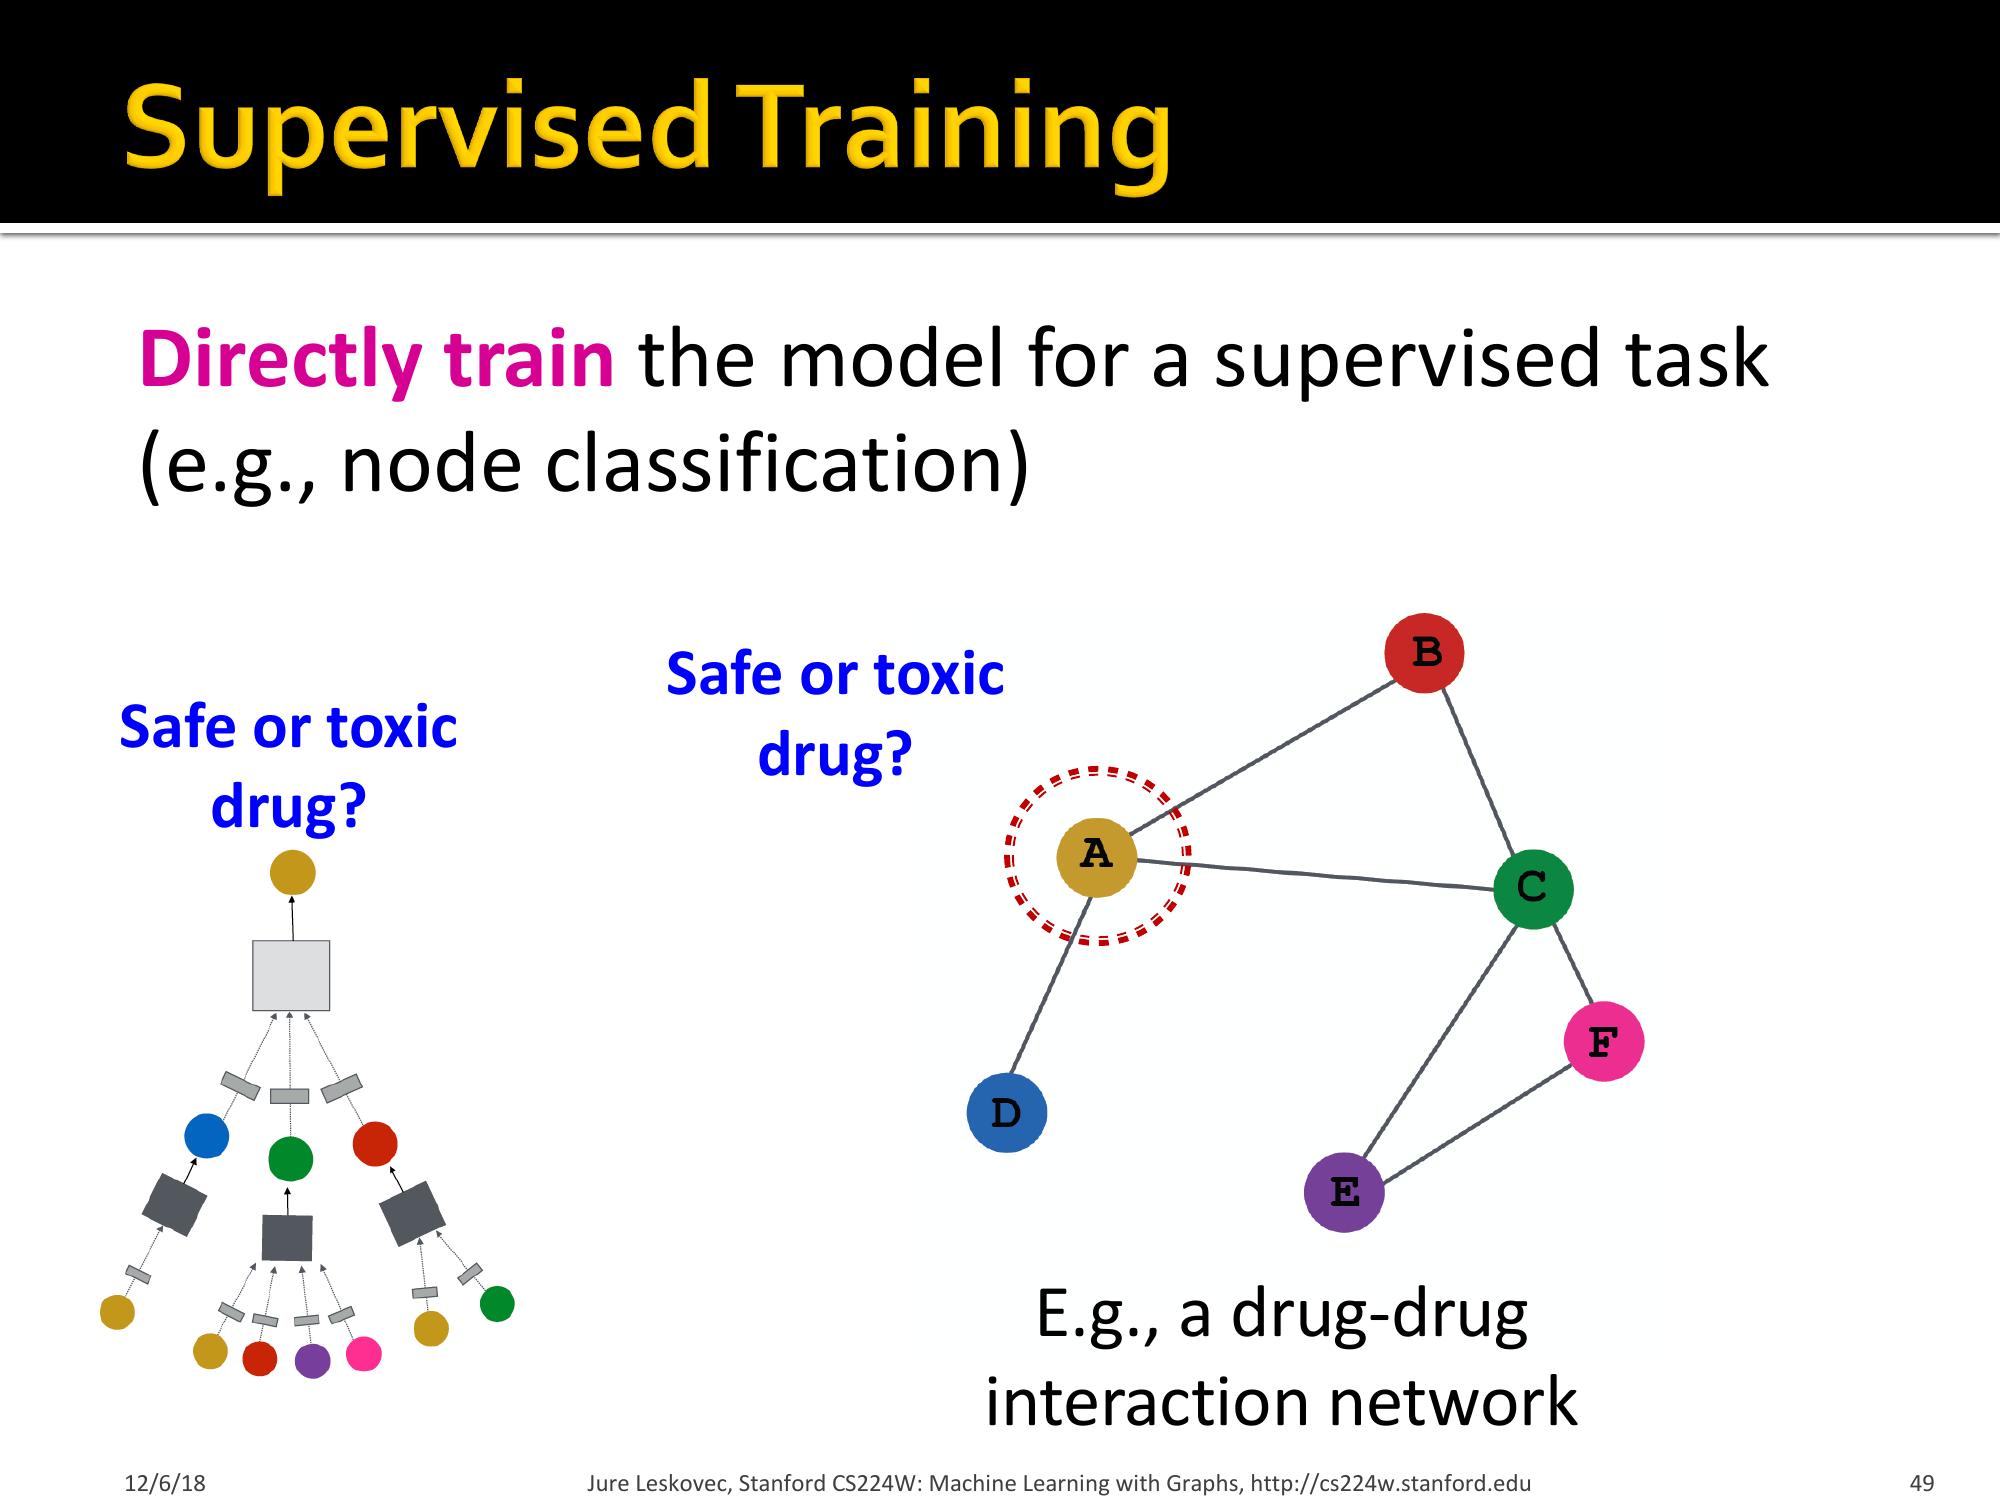 Supervised Training
Directly train the model for a supervised task
(e.g., node classification)
Safe or toxic
drug?
Safe or toxic
drug?
B
A
C
F
D
E
E.g., a drug-drug
interaction network
12/6/18
Jure Leskovec, Stanford CS224W: Machine Learning with Graphs, http://cs224w.stanford.edu
49